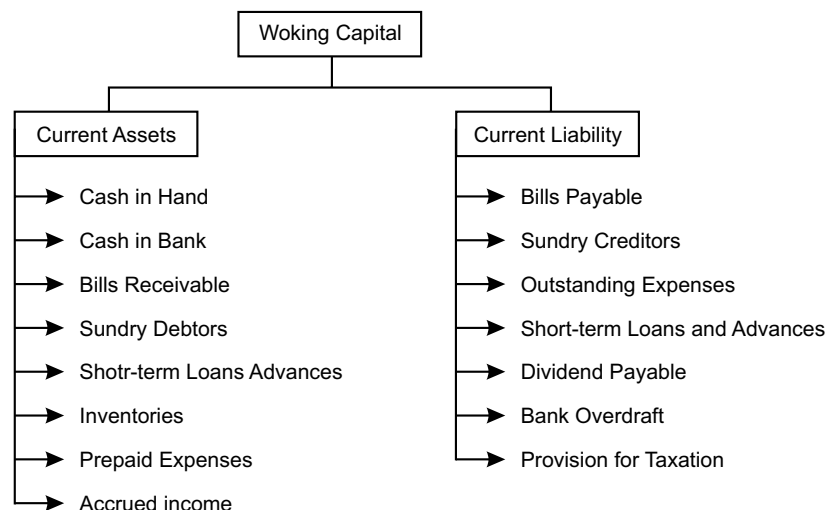 Woking Capital
Current Assets
Cash in Hand
Cash in Bank
Bills Receivable
Sundry Debtors
Shotr-term Loans Advances
Inventories
Prepaid Expenses
Accrued income
Current Liability
Bills Payable
Sundry Creditors
Outstanding Expenses
Short-term Loans and Advances
Dividend Payable
Bank Overdraft
Provision for Taxation